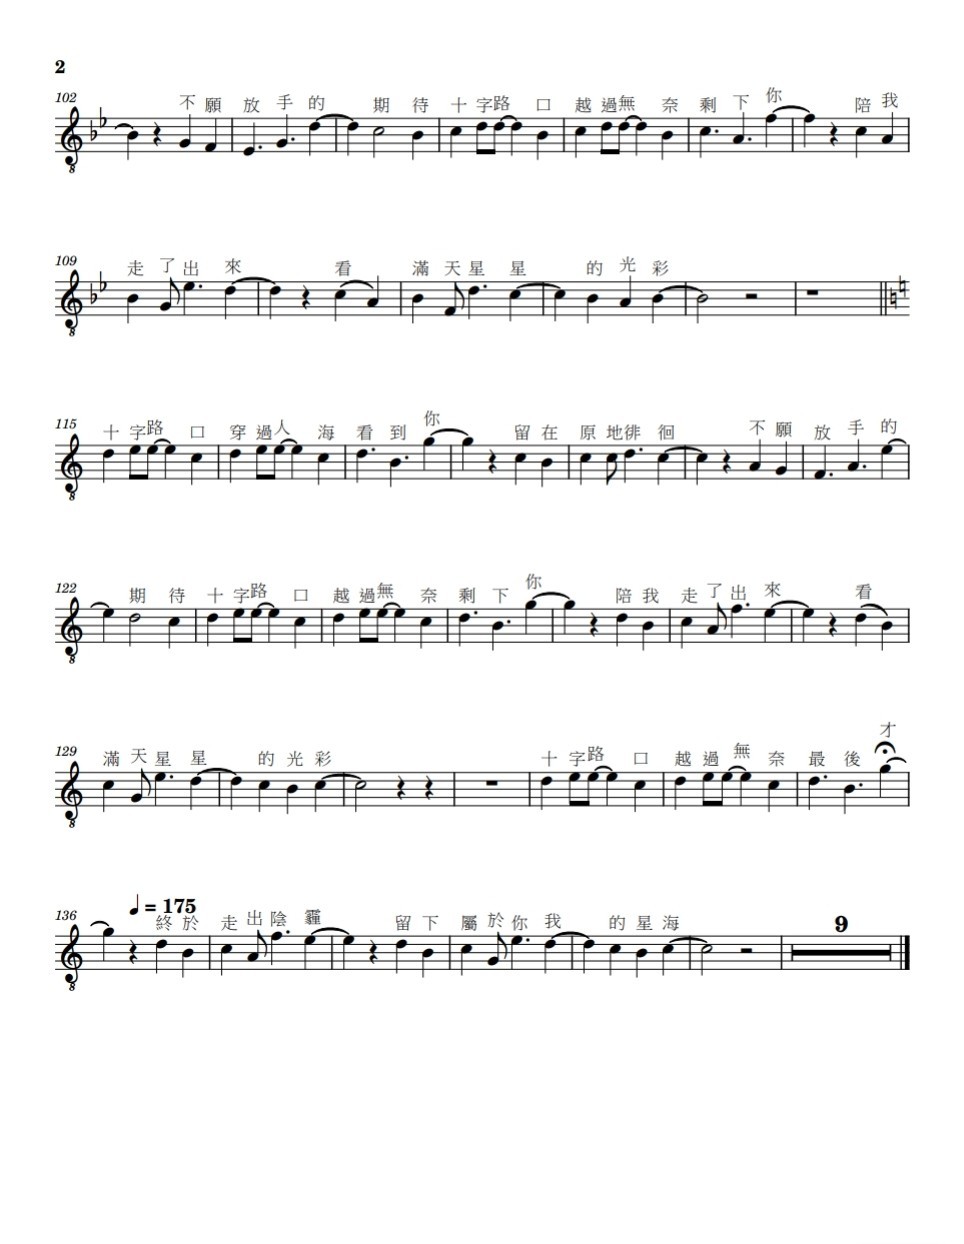 2
102
不願放手的期待十字路口越過無奈剩下你陪我
109
走了出來看滿天星星的光彩
115
十字路口穿過人海看到你留在原地徘徊不願放手的
122
期待十字路口越過無奈剩下你陪我走了出來看
129
滿天星星的光彩十字路口越過無奈最後才
136
= 175
9
終於走出陰霾留下屬於你我的星海